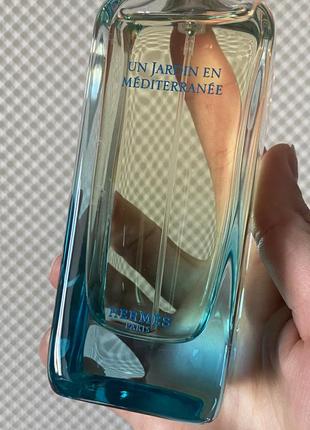 UN JARDIN EN
MÉDITERRANÉE
HERMÈS
PARIS